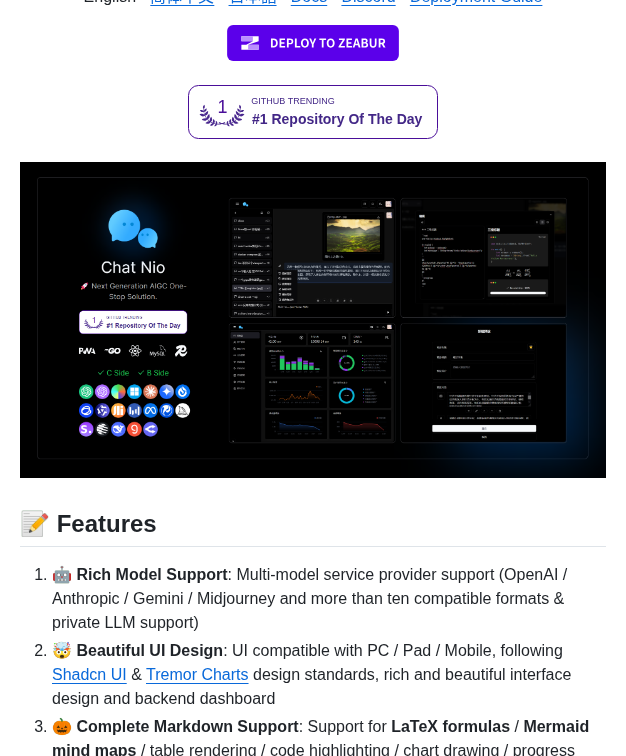 English · 简体中文 · 日本語 · Docs · Discord · Deployment Guide
DEPLOY TO ZEABUR
1
GITHUB TRENDING
#1 Repository Of The Day
Chat Nio
🚀 Next Generation AIGC One-
Stop Solution.
GITHUB TRENDING
#1 Repository Of The Day
PWA
GO
MySQL
✓ C Side ✓ B Side
📝 Features
1. 🤖 Rich Model Support: Multi-model service provider support (OpenAI /
Anthropic / Gemini / Midjourney and more than ten compatible formats &
private LLM support)
2. 🤯 Beautiful UI Design: UI compatible with PC / Pad / Mobile, following
Shadcn UI & Tremor Charts design standards, rich and beautiful interface
design and backend dashboard
3. 🎃 Complete Markdown Support: Support for LaTeX formulas / Mermaid
mind maps / table rendering / code highlighting / chart drawing / progress